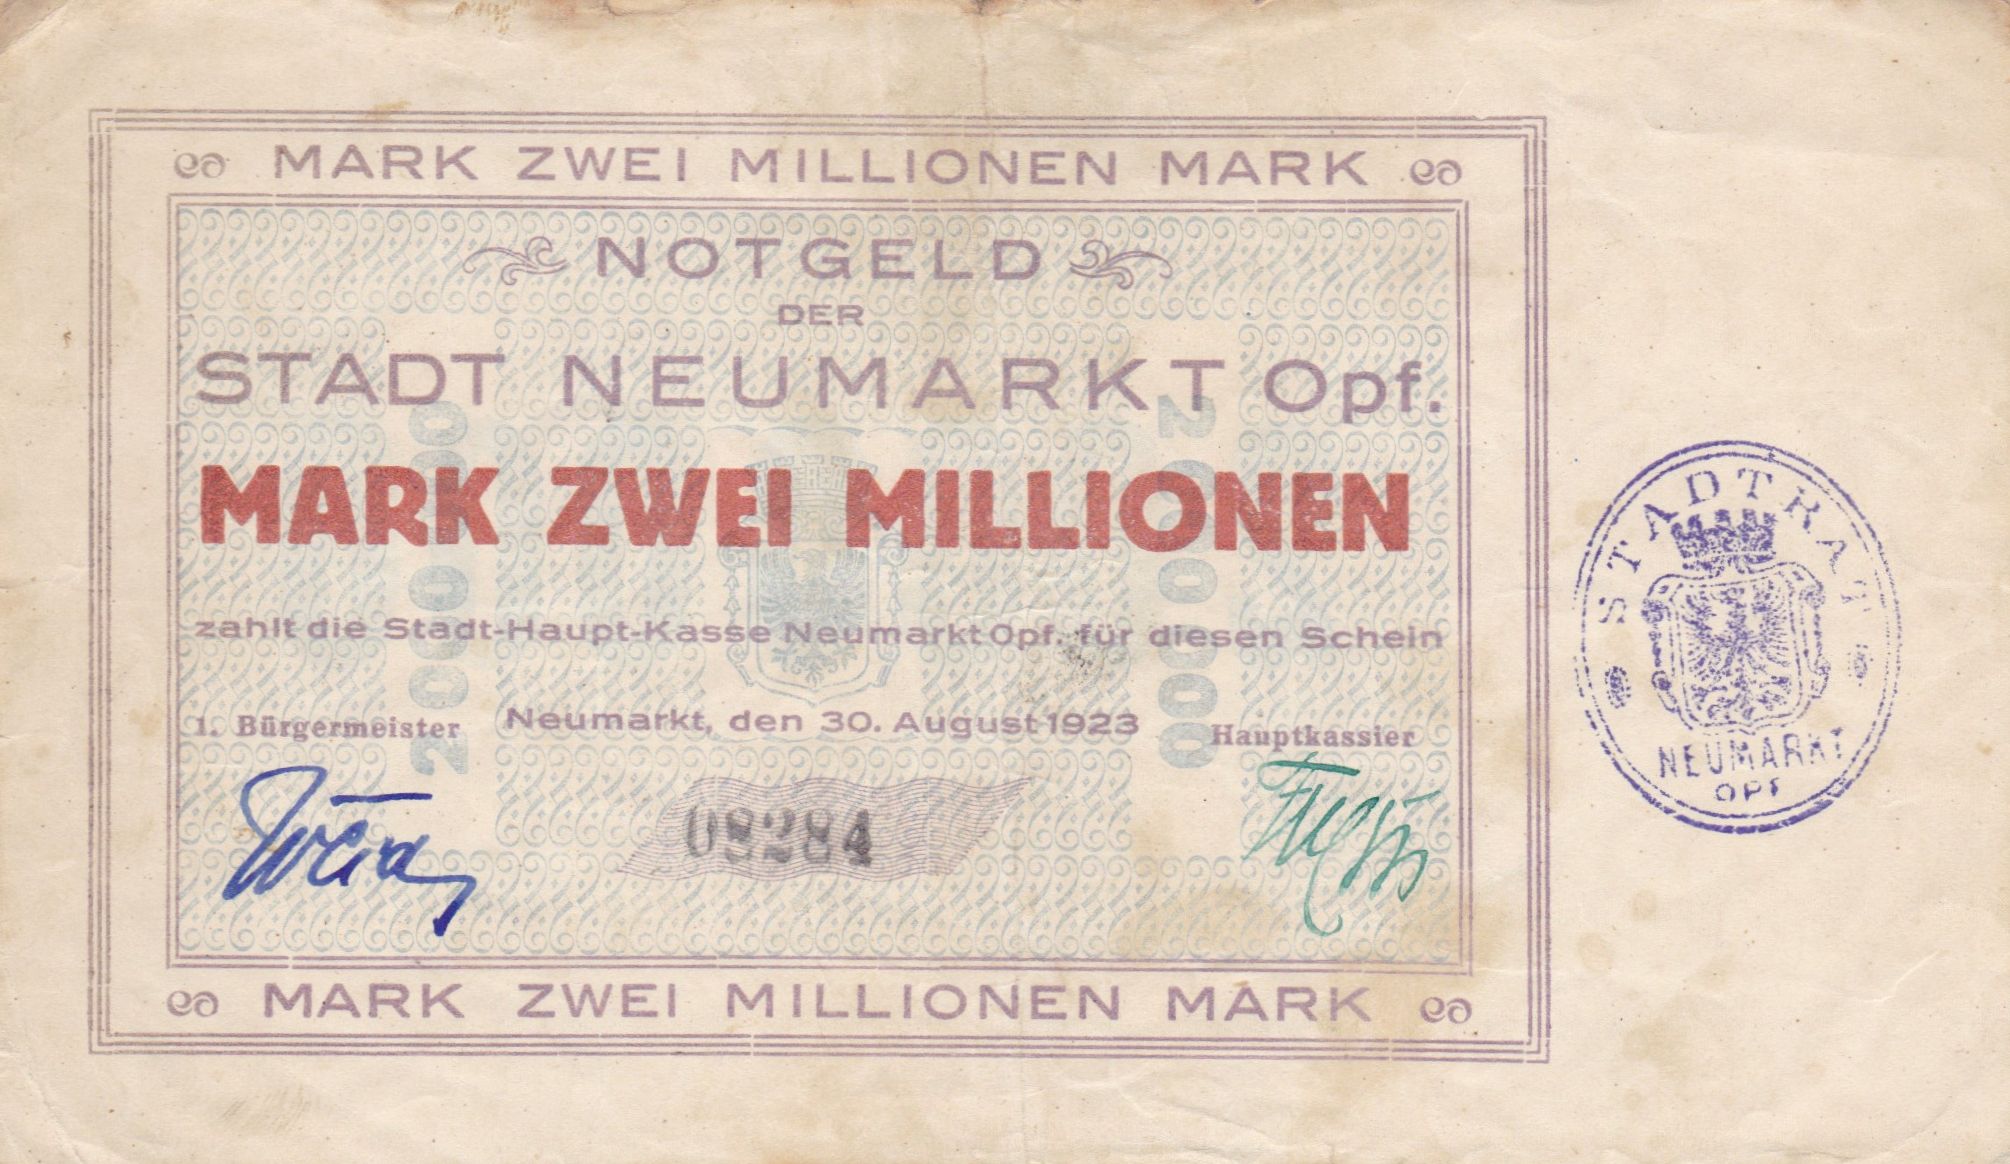 MARK ZWEI MILLIONEN MARK
NOTGELD
DER
STADT NEUMARKT Opf.
MARK ZWEI MILLIONEN
zahlt die Stadt-Haupt-Kasse Neumarkt Opf. für diesen Schein
1. Bürgermeister
Neumarkt, den 30. August 1923
Hauptkassier
08284
MARK ZWEI MILLIONEN MARK
2000000
2000000
STADTRAT
NEUMARKT
OPF